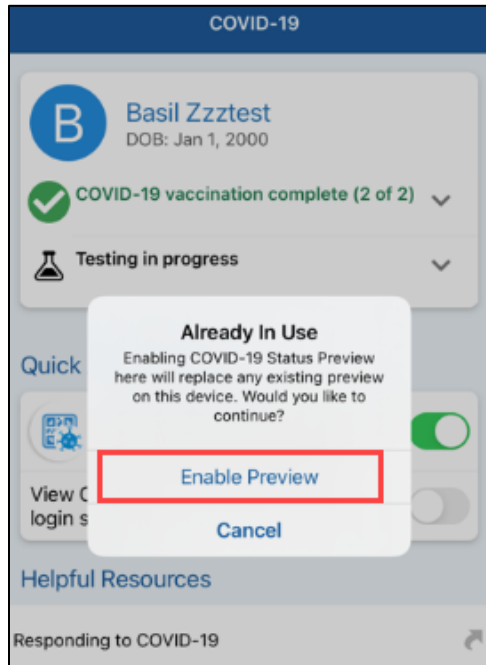 COVID-19
B
Basil Zzztest
DOB: Jan 1, 2000
COVID-19 vaccination complete (2 of 2)
Testing in progress
Already In Use
Enabling COVID-19 Status Preview
here will replace any existing preview
on this device. Would you like to
continue?
Quick
Enable Preview
View
login
Cancel
Helpful Resources
Responding to COVID-19